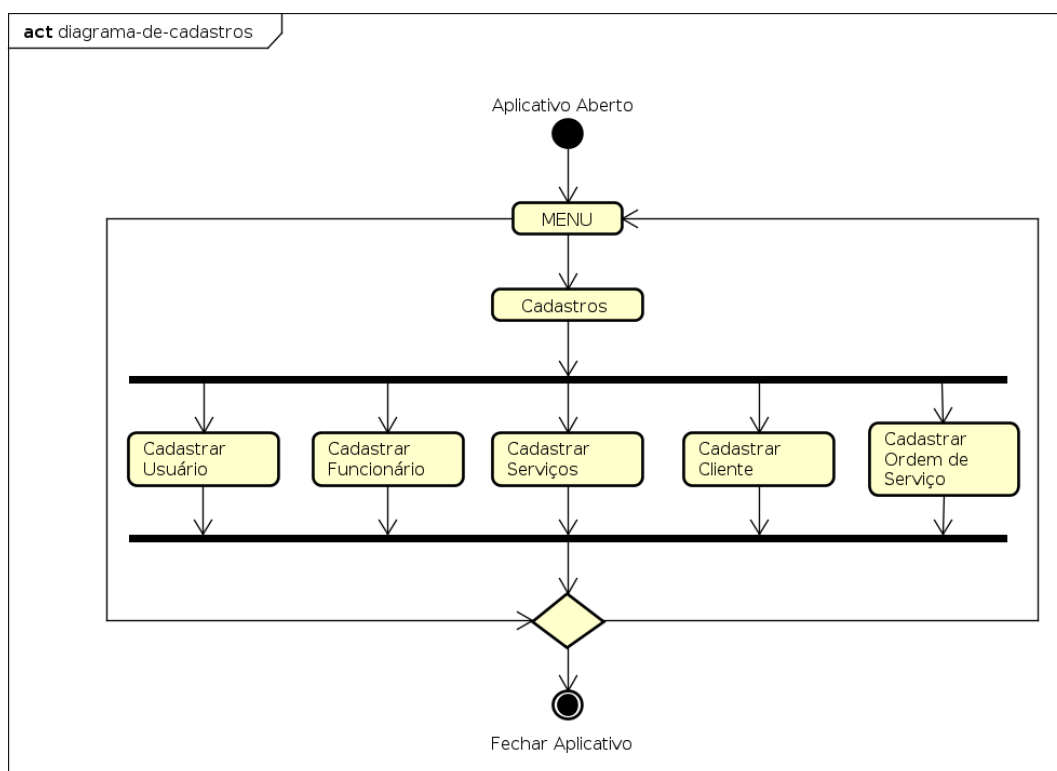 act diagrama-de-cadastros
Aplicativo Aberto
MENU
Cadastros
Cadastrar
Usuário
Cadastrar
Funcionário
Cadastrar
Serviços
Cadastrar
Cliente
Cadastrar
Ordem de
Serviço
Fechar Aplicativo